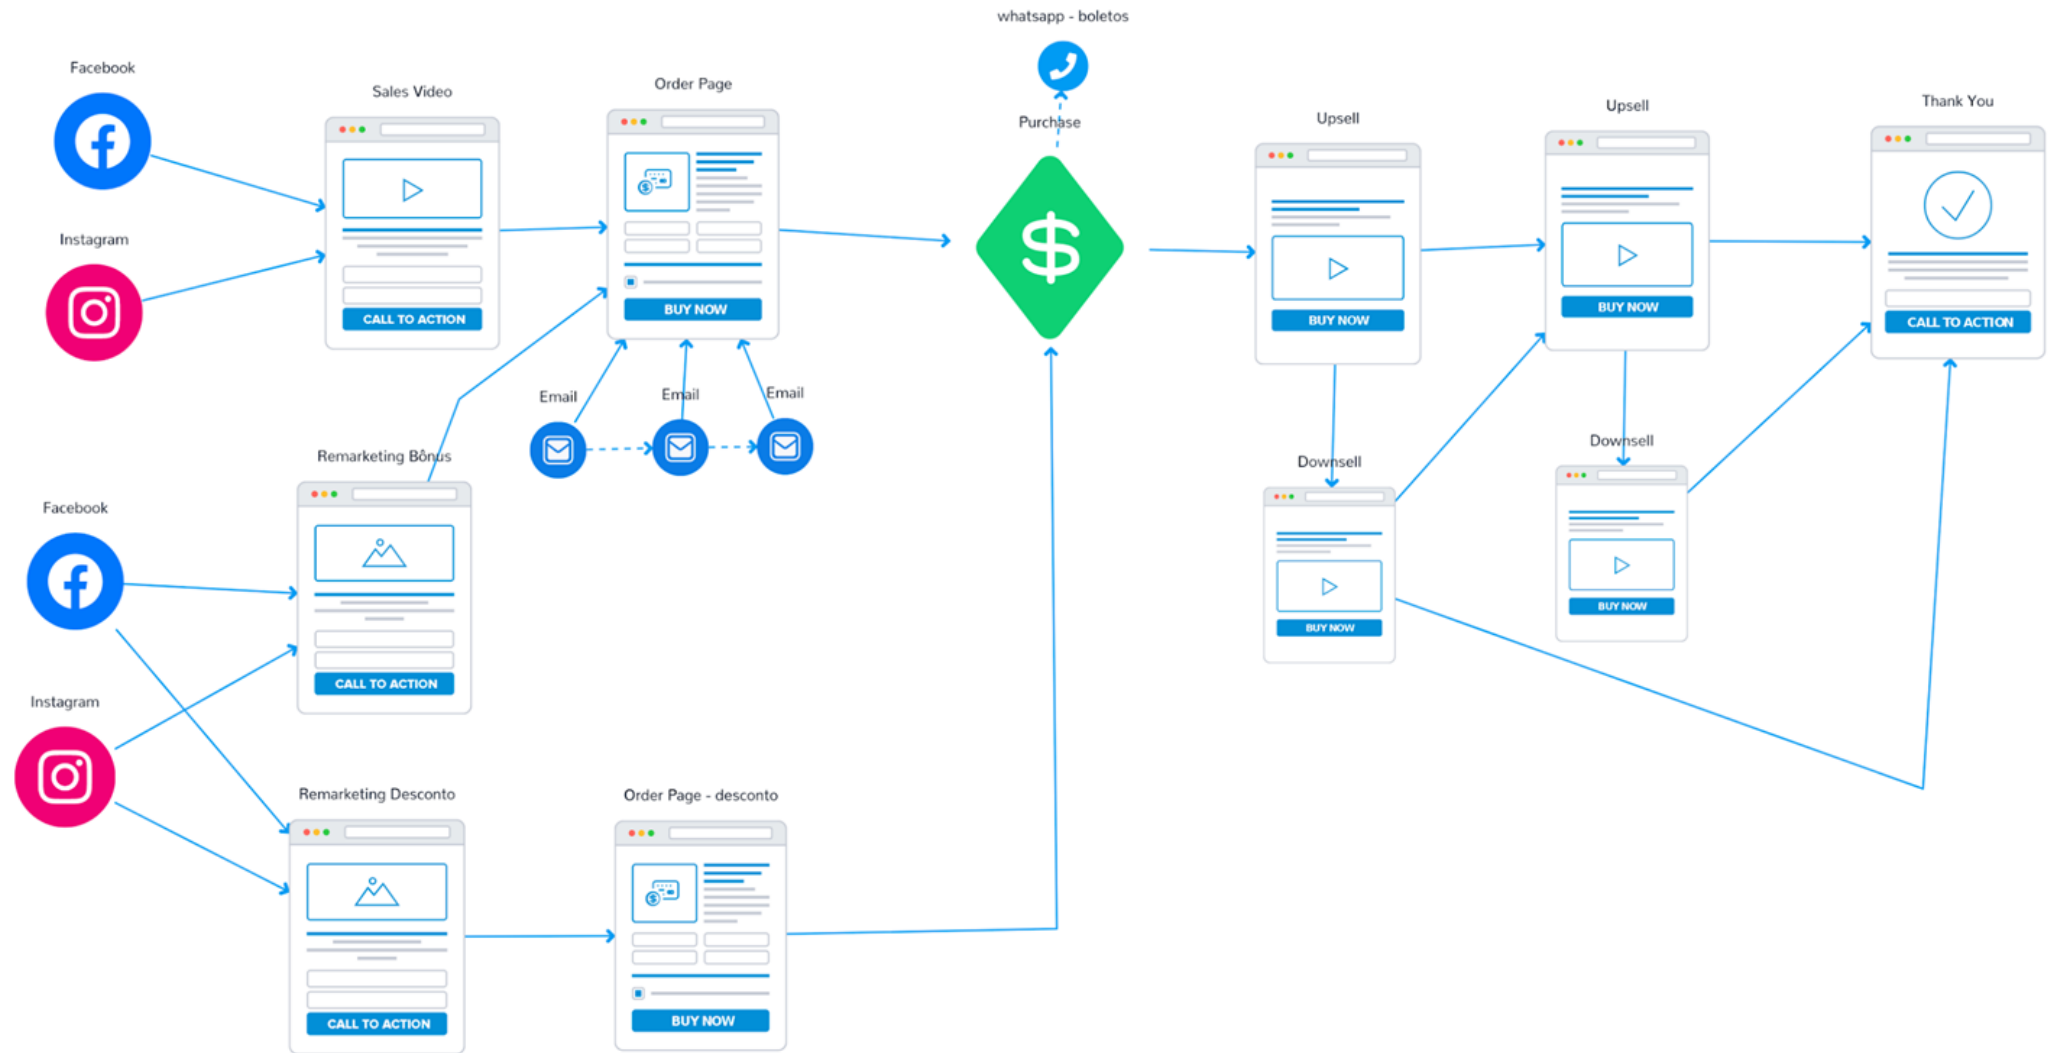 whatsapp - boletos
Facebook
Sales Video
Order Page
Purchase
Upsell
Upsell
Thank You
Instagram
CALL TO ACTION
BUY NOW
BUY NOW
BUY NOW
CALL TO ACTION
Email
Email
Email
Remarketing Bônus
Downsell
Downsell
Facebook
CALL TO ACTION
BUY NOW
BUY NOW
Instagram
Remarketing Desconto
Order Page - desconto
CALL TO ACTION
BUY NOW